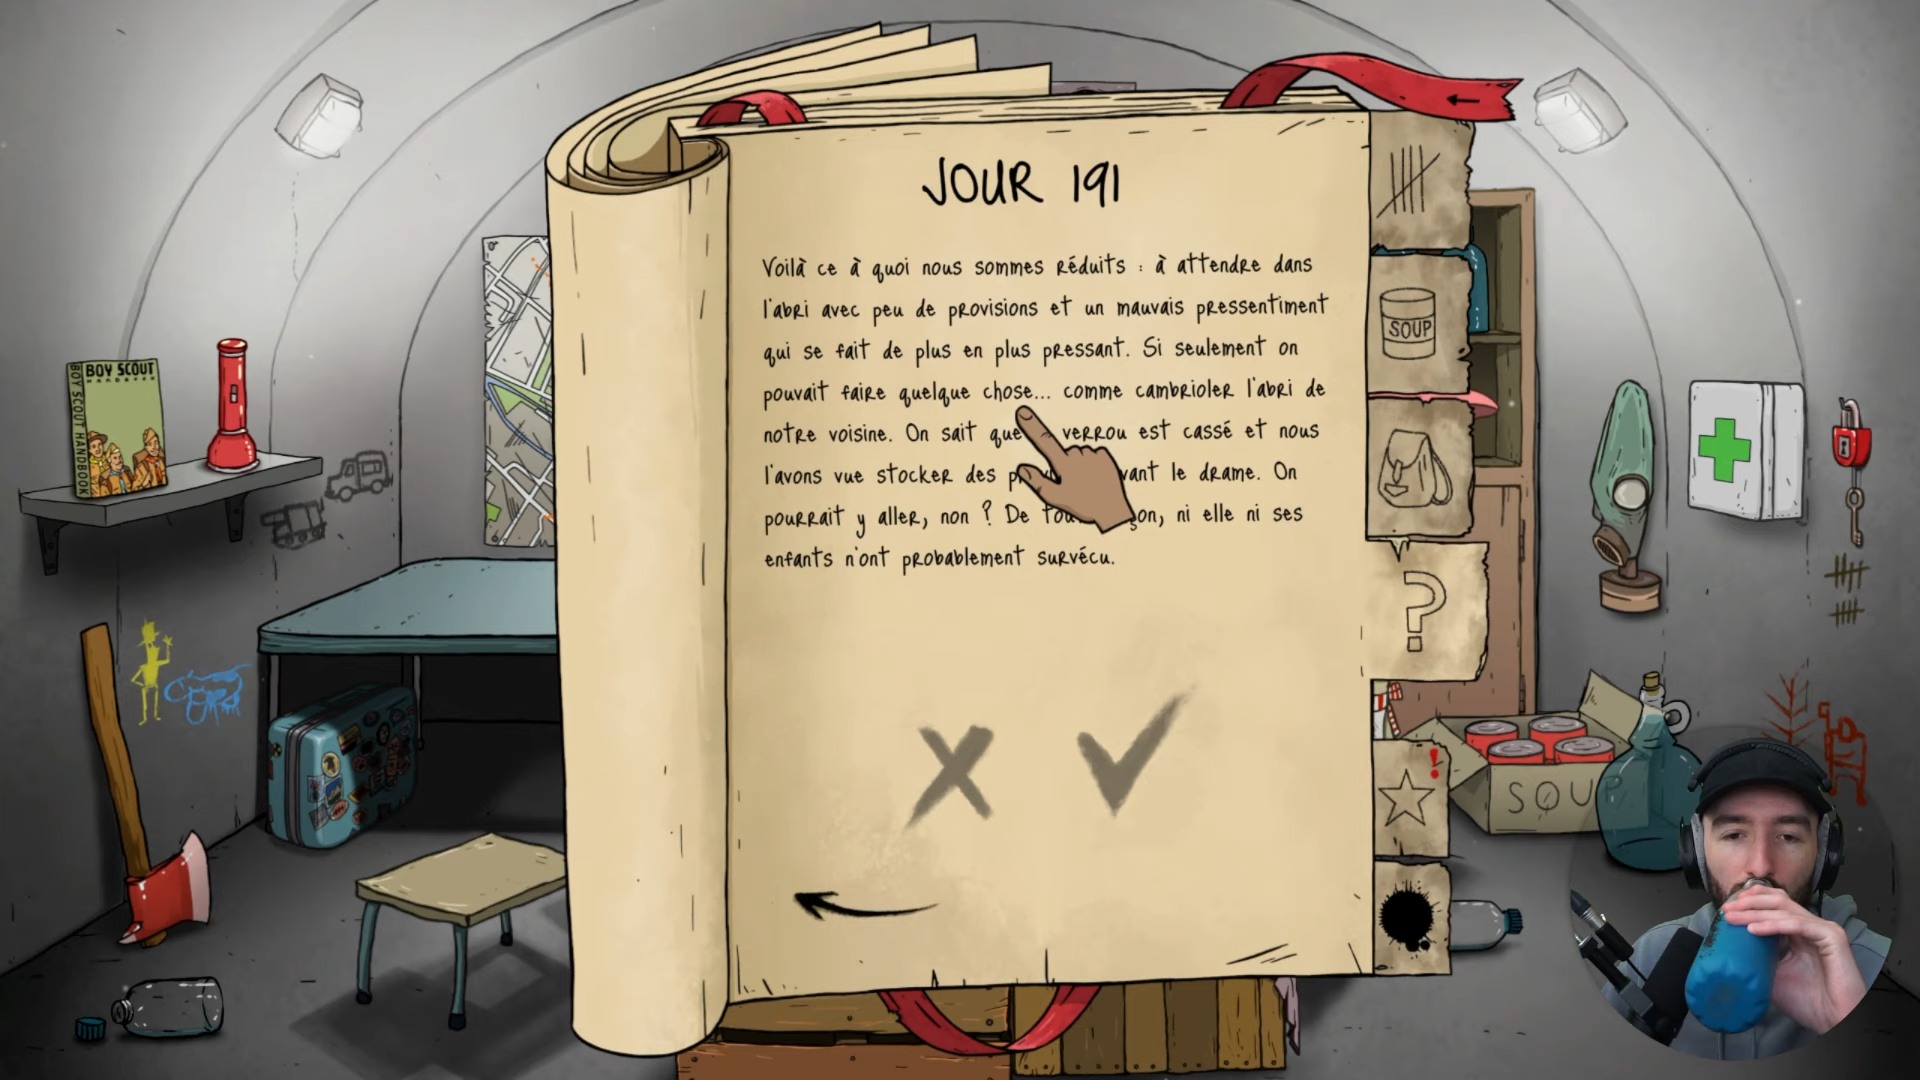 JOUR 191
Voilà ce à quoi nous sommes réduits : à attendre dans
l'abri avec peu de provisions et un mauvais pressentiment
qui se fait de plus en plus pressant. Si seulement on
pouvait faire quelque chose... comme cambrioler l'abri de
notre voisine. On sait que verrou est cassé et nous
l'avons vue stocker des le drame. On
pourrait y aller, non ? De ni elle ni ses
enfants n'ont probablement survécu.
BOY SCOUT
HANDBOOK
BOY SCOUT HANDBOOK
SOUP
SOU